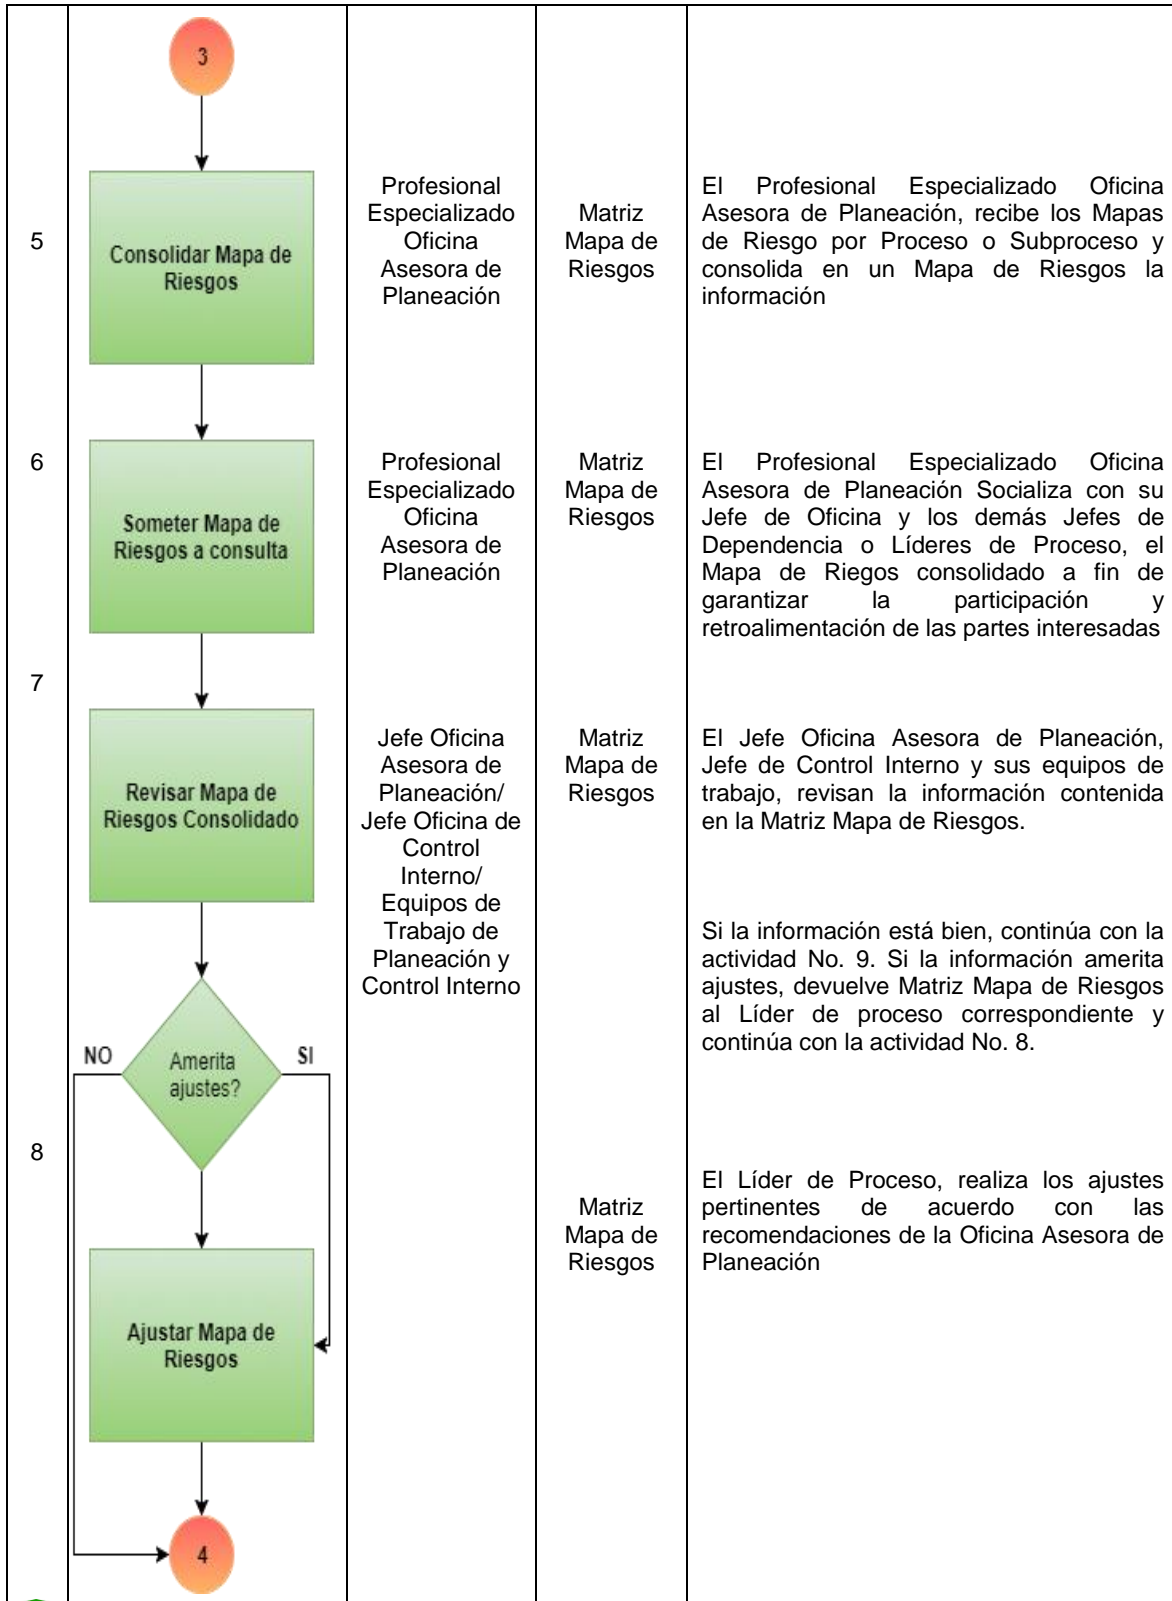 3
5
Consolidar Mapa de
Riesgos
Profesional
Especializado
Oficina
Asesora de
Planeación
Matriz
Mapa de
Riesgos
El Profesional Especializado Oficina
Asesora de Planeación, recibe los Mapas
de Riesgo por Proceso o Subproceso y
consolida en un Mapa de Riesgos la
información
6
Someter Mapa de
Riesgos a consulta
Profesional
Especializado
Oficina
Asesora de
Planeación
Matriz
Mapa de
Riesgos
El Profesional Especializado Oficina
Asesora de Planeación Socializa con su
Jefe de Oficina y los demás Jefes de
Dependencia o Líderes de Proceso, el
Mapa de Riegos consolidado a fin de
garantizar la participación y
retroalimentación de las partes interesadas
7
Revisar Mapa de
Riesgos Consolidado
Jefe Oficina
Asesora de
Planeación/
Jefe Oficina de
Control
Interno/
Equipos de
Trabajo de
Planeación y
Control Interno
Matriz
Mapa de
Riesgos
El Jefe Oficina Asesora de Planeación,
Jefe de Control Interno y sus equipos de
trabajo, revisan la información contenida
en la Matriz Mapa de Riesgos.
Si la información está bien, continúa con la
actividad No. 9. Si la información amerita
ajustes, devuelve Matriz Mapa de Riesgos
al Líder de proceso correspondiente y
continúa con la actividad No. 8.
NO
Amerita
ajustes?
SI
8
Ajustar Mapa de
Riesgos
Matriz
Mapa de
Riesgos
El Líder de Proceso, realiza los ajustes
pertinentes de acuerdo con las
recomendaciones de la Oficina Asesora de
Planeación
4